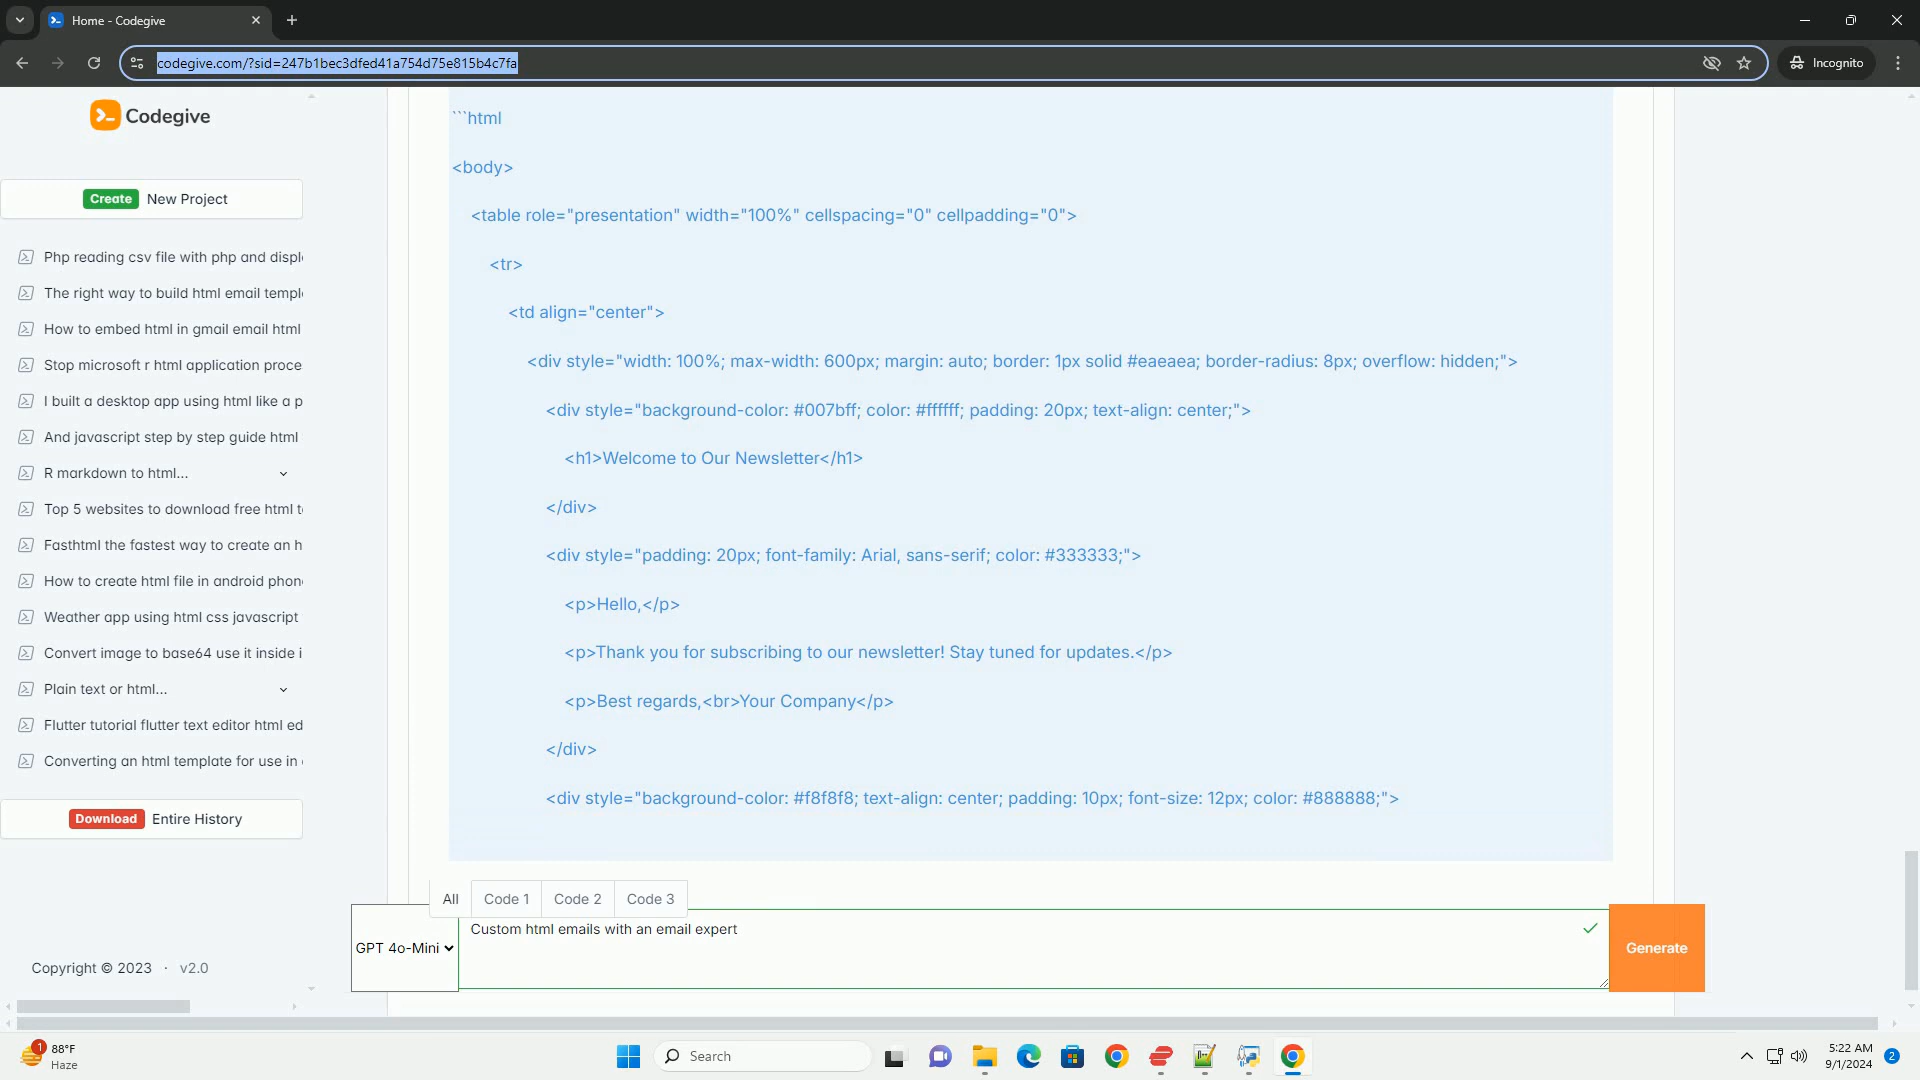 Home - Codegive
codegive.com/?sid=247b1bec3dfed41a754d75e815b4c7fa
Incognito
Codegive
Create New Project
Php reading csv file with php and displ
The right way to build html email templ
How to embed html in gmail email html
Stop microsoft r html application proce
I built a desktop app using html like a p
And javascript step by step guide html
R markdown to html...
Top 5 websites to download free html t
Fasthtml the fastest way to create an h
How to create html file in android phon
Weather app using html css javascript
Convert image to base64 use it inside i
Plain text or html...
Flutter tutorial flutter text editor html ed
Converting an html template for use in
Download Entire History
Copyright © 2023 · v2.0
```html
<body>
<table role="presentation" width="100%" cellspacing="0" cellpadding="0">
<tr>
<td align="center">
<div style="width: 100%; max-width: 600px; margin: auto; border: 1px solid #eaeaea; border-radius: 8px; overflow: hidden;">
<div style="background-color: #007bff; color: #ffffff; padding: 20px; text-align: center;">
<h1>Welcome to Our Newsletter</h1>
</div>
<div style="padding: 20px; font-family: Arial, sans-serif; color: #333333;">
<p>Hello,</p>
<p>Thank you for subscribing to our newsletter! Stay tuned for updates.</p>
<p>Best regards,<br>Your Company</p>
</div>
<div style="background-color: #f8f8f8; text-align: center; padding: 10px; font-size: 12px; color: #888888;">
All Code 1 Code 2 Code 3
GPT 4o-Mini
Custom html emails with an email expert
Generate
1
88°F
Haze
Search
5:22 AM
9/1/2024
2